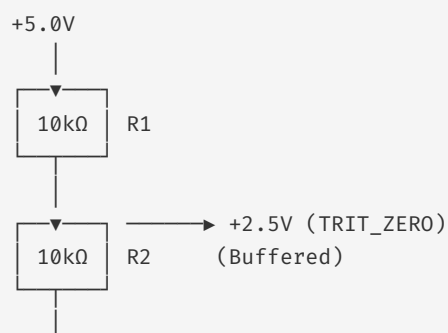 +5.0V
10kΩ R1
+2.5V (TRIT_ZERO)
10kΩ R2 (Buffered)